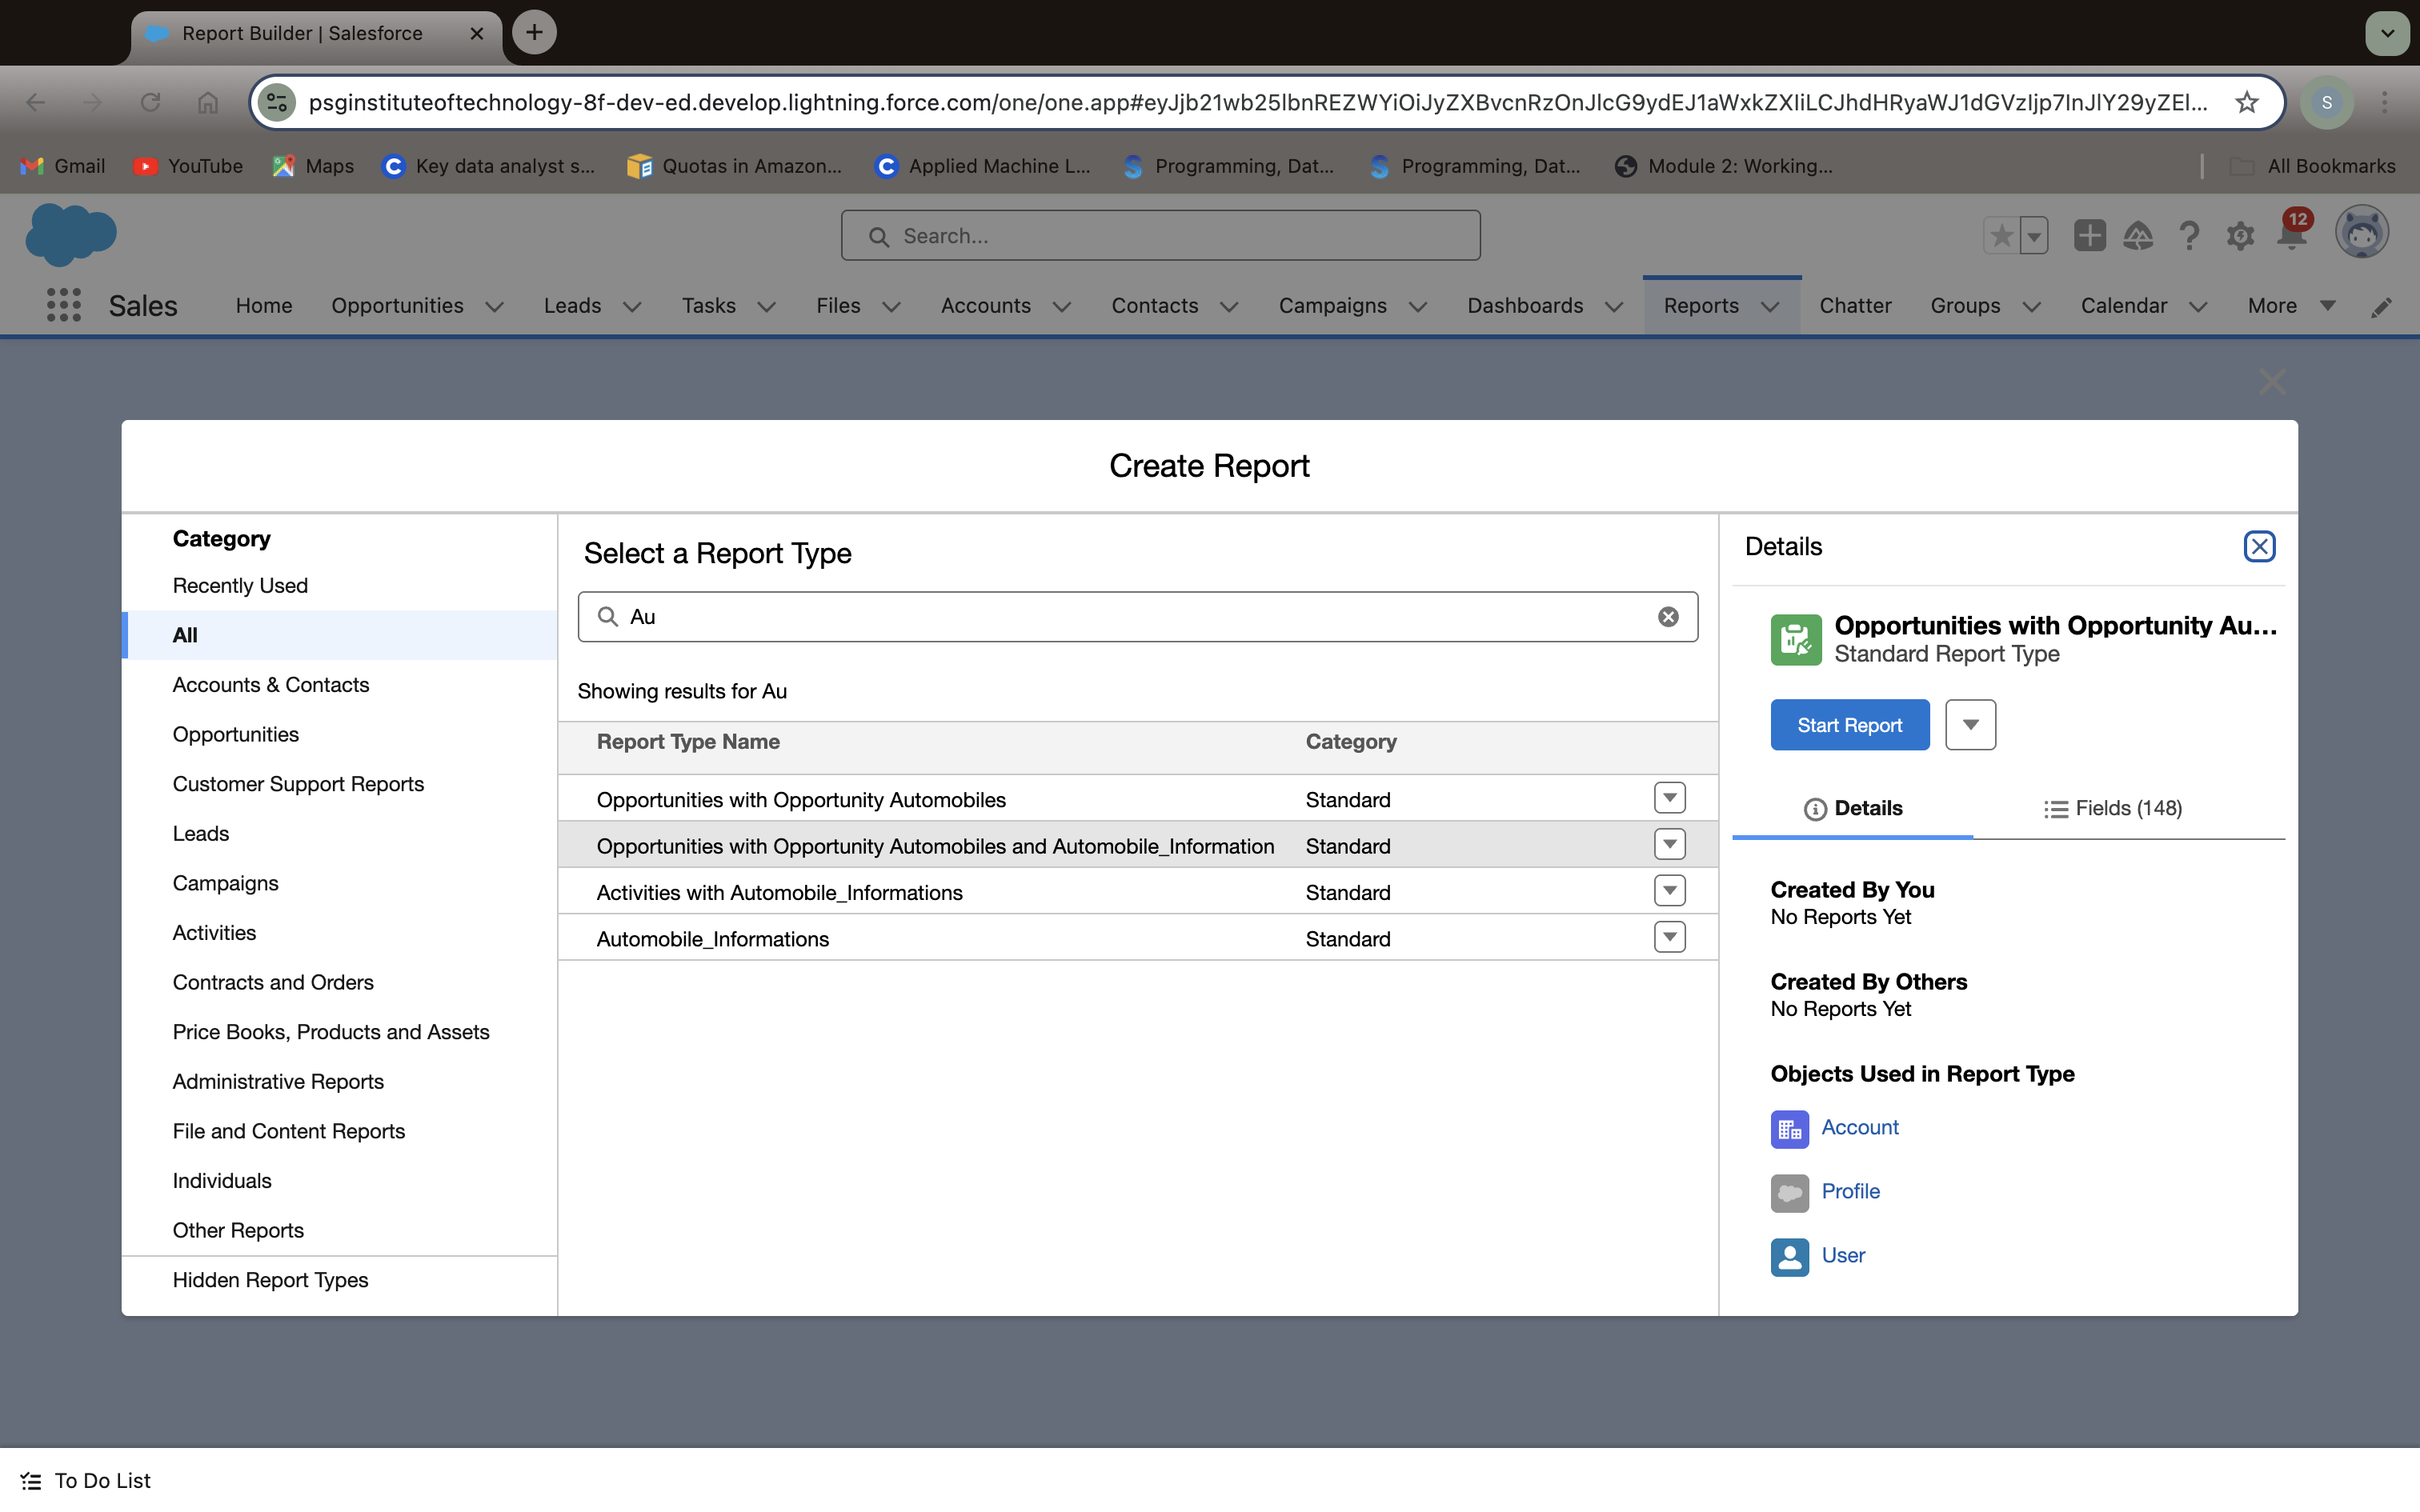 Report Builder | Salesforce
psginstituteoftechnology-8f-dev-ed.develop.lightning.force.com/one/one.app#eyJjb21wb25lbnREZWYiOiJyZXBvcnRzOnJlcG9ydEJ1aWxkZXIiLCJhdHRyaWJ1dGVzIjp7InJlY29yZEl...
S
Gmail YouTube Maps Key data analyst s... Quotas in Amazon... Applied Machine L... Programming, Dat... Programming, Dat... Module 2: Working... All Bookmarks
Search...
12
Sales Home Opportunities Leads Tasks Files Accounts Contacts Campaigns Dashboards Reports Chatter Groups Calendar More
Create Report
Category
Recently Used
All
Accounts & Contacts
Opportunities
Customer Support Reports
Leads
Campaigns
Activities
Contracts and Orders
Price Books, Products and Assets
Administrative Reports
File and Content Reports
Individuals
Other Reports
Hidden Report Types
Select a Report Type
Au
Showing results for Au
Report Type Name Category
Opportunities with Opportunity Automobiles Standard
Opportunities with Opportunity Automobiles and Automobile_Information Standard
Activities with Automobile_Informations Standard
Automobile_Informations Standard
Details
Opportunities with Opportunity Au...
Standard Report Type
Start Report
Details Fields (148)
Created By You
No Reports Yet
Created By Others
No Reports Yet
Objects Used in Report Type
Account
Profile
User
To Do List